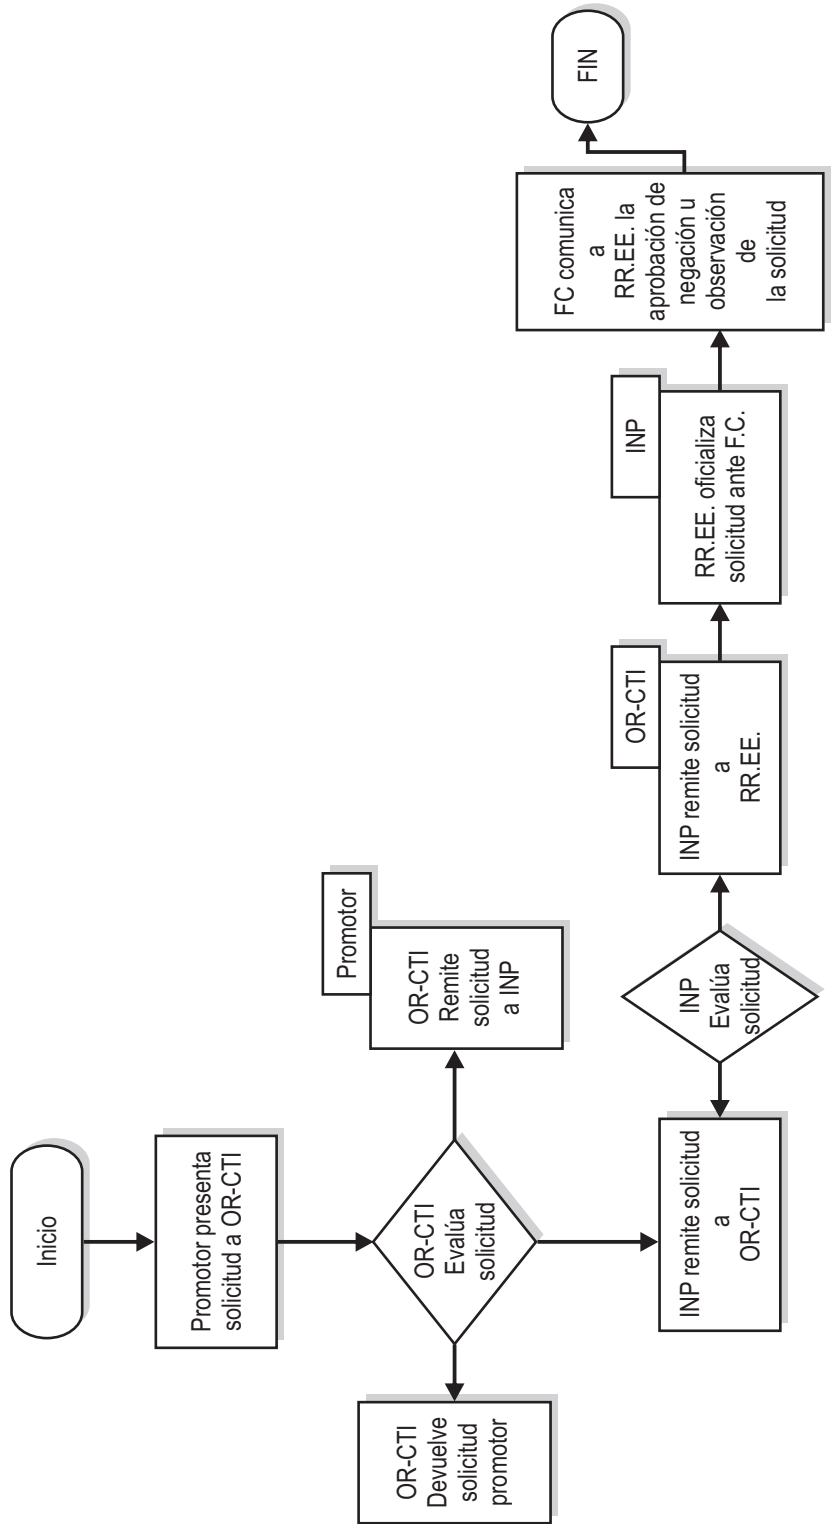 Inicio
Promotor presenta
solicitud a OR-CTI
OR-CTI
Evalúa
solicitud
OR-CTI
Devuelve
solicitud
promotor
Promotor
OR-CTI
Remite
solicitud
a INP
INP remite solicitud
a
OR-CTI
INP
Evalúa
solicitud
OR-CTI
INP remite solicitud
a
RR.EE.
INP
RR.EE. oficializa
solicitud ante F.C.
FC comunica
a
RR.EE. la
aprobación de
negación u
observación
de
la solicitud
FIN